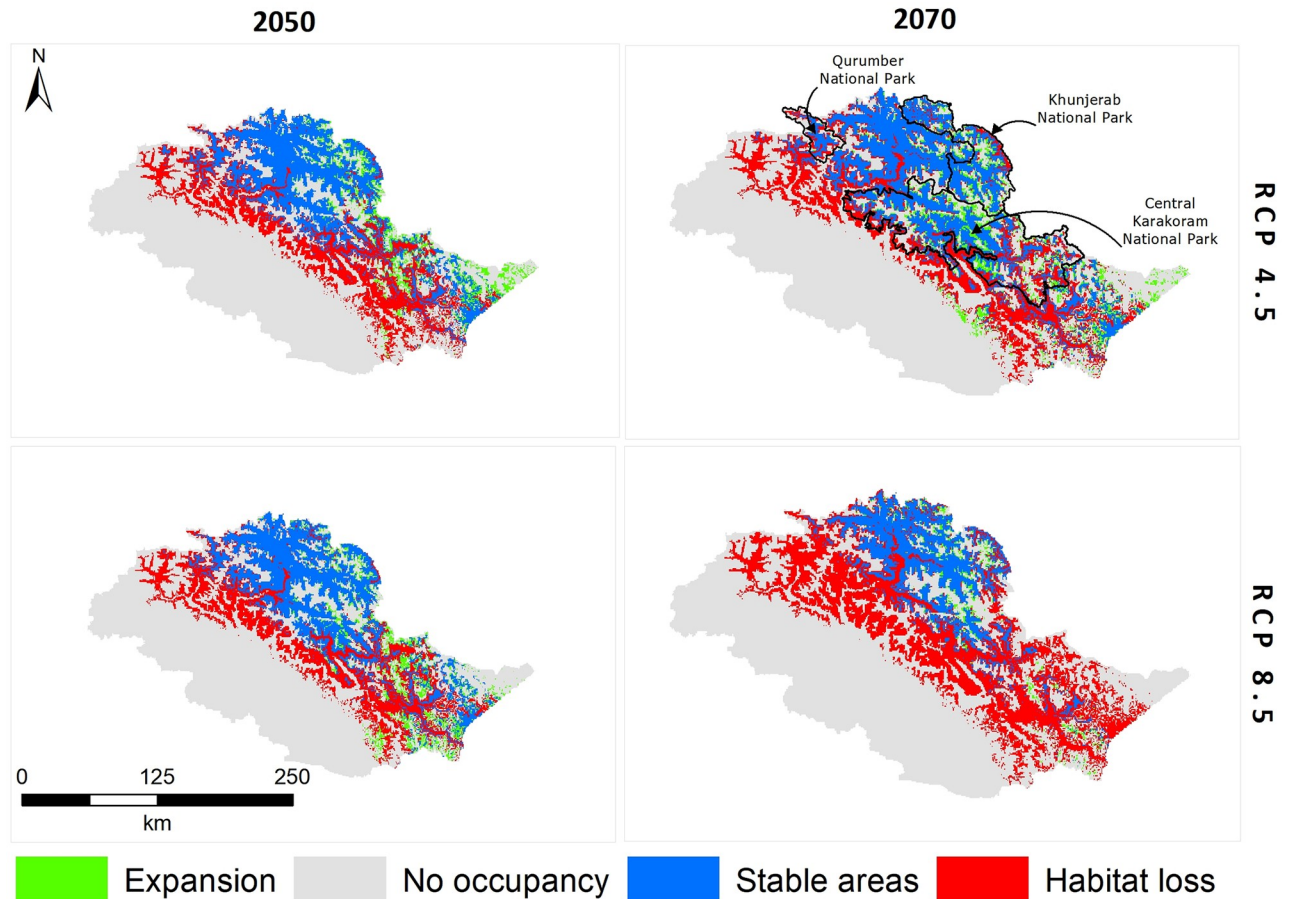 2050
2070
N
Qurumber
National Park
Khunjerab
National Park
Central
Karakoram
National Park
RCP 4.5
RCP 8.5
0 125 250
km
Expansion No occupancy Stable areas Habitat loss